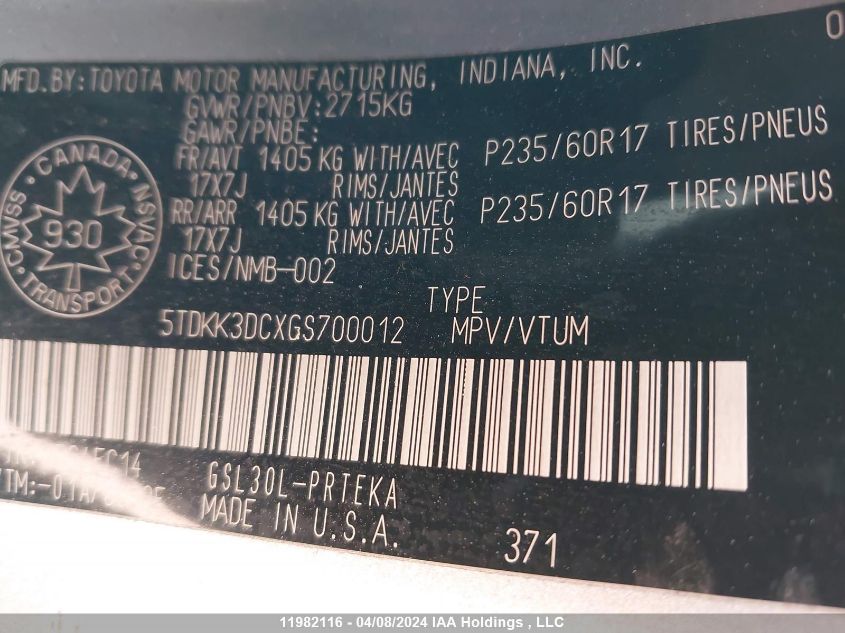 0
MFD.BY:TOYOTA MOTOR MANUFACTURING, INDIANA, INC.
GVWR/PNBV:2715KG
GAWR/PNBE:
FR/AVT 1405 KG WITH/AVEC P235/60R17 TIRES/PNEUS
17X7J RIMS/JANTES
RR/ARR 1405 KG WITH/AVEC P235/60R17 TIRES/PNEUS
17X7J RIMS/JANTES
ICES/NMB-002
CANADA
CMVSS 930 NSVAC
TRANSPORT
TYPE
5TDKK3DCXGS700012 MPV/VTUM
GSL30L-PRTEKA
MADE IN U.S.A.
371
11982116 - 04/08/2024 IAA Holdings , LLC